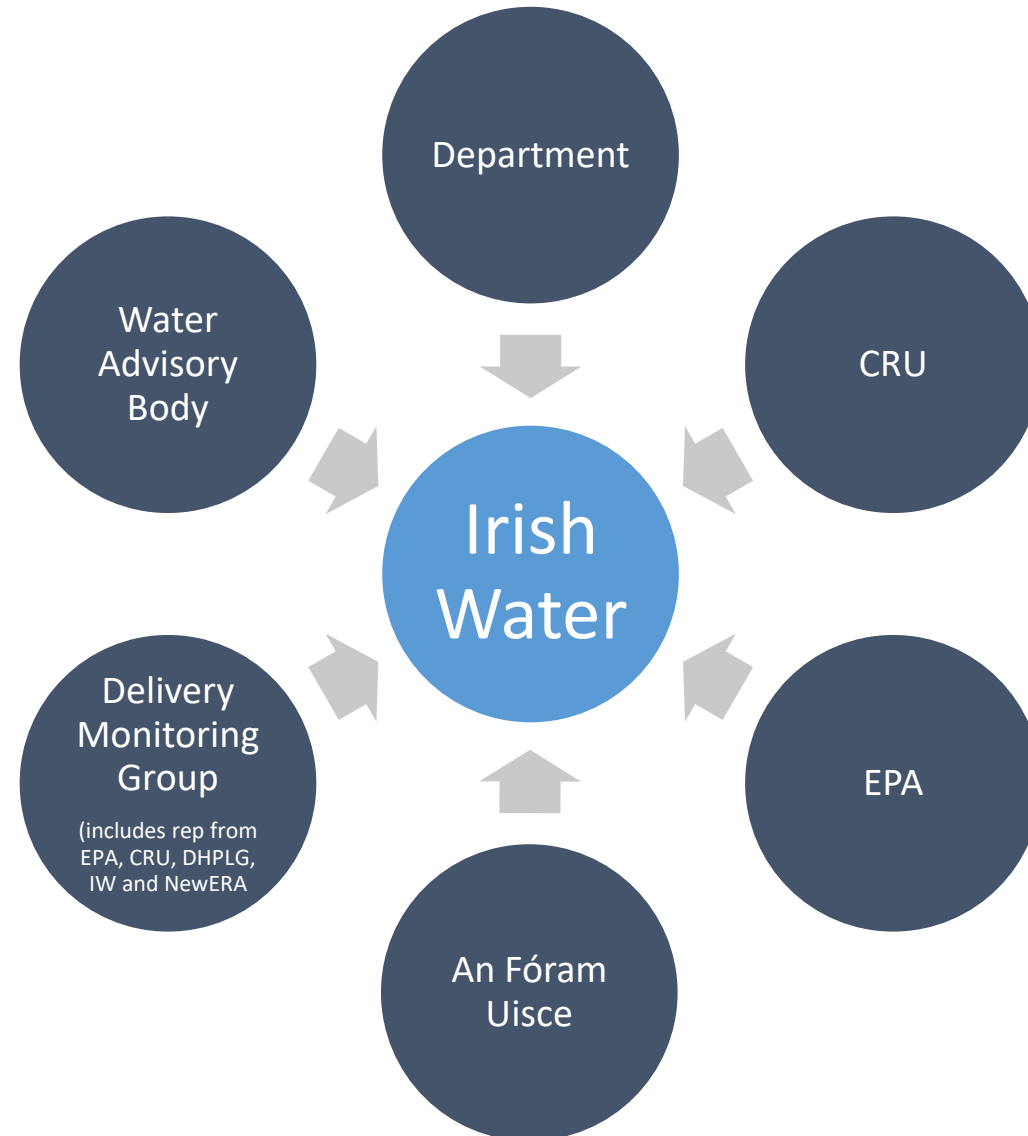 Department
Water
Advisory
Body
CRU
Irish
Water
Delivery
Monitoring
Group
(includes rep from
EPA, CRU, DHPLG,
IW and NewERA
EPA
An Fóram
Uisce